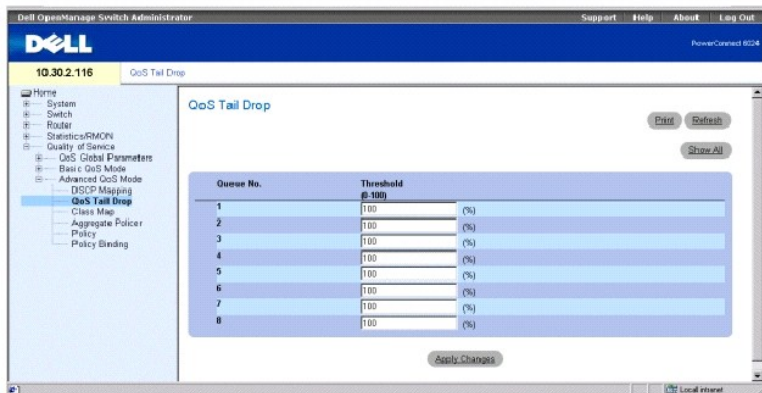 Dell OpenManage Switch Administrator
Support Help About Log Out
DELL
PowerConnect 6024
10.30.2.116
QoS Tail Drop
Home
System
Switch
Router
Statistics/RMON
Quality of Service
QoS Global Parameters
Basic QoS Mode
Advanced QoS Mode
DSCP Mapping
QoS Taill Drop
Class Map
Aggregate Policer
Policy
Policy Binding
QoS Tail Drop
Print Refresh
Show All
Queue No. Threshold
(0-100)
1 100 (%)
2 100 (%)
3 100 (%)
4 100 (%)
5 100 (%)
6 100 (%)
7 100 (%)
8 100 (%)
Apply Changes
Local intranet